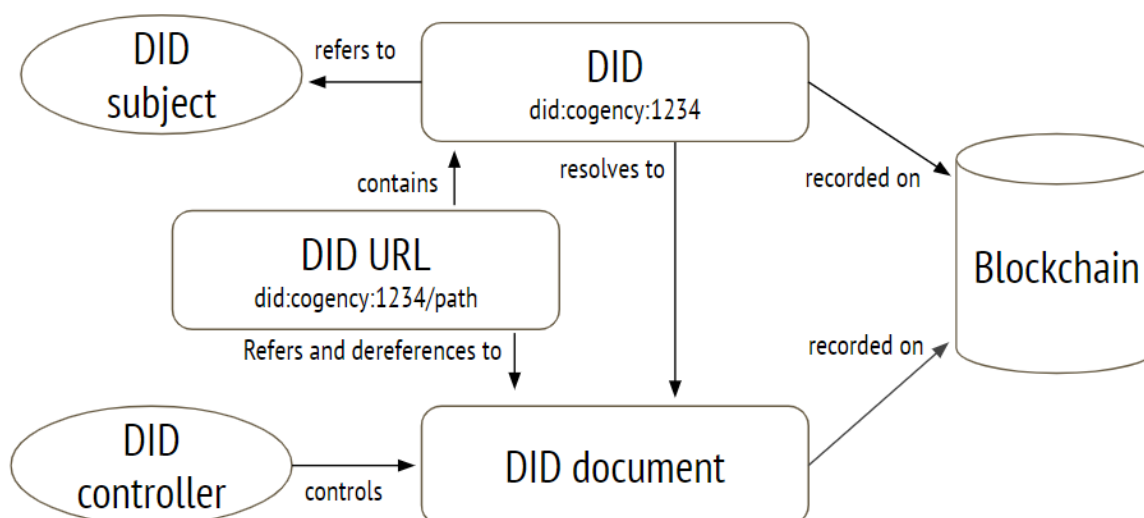 DID
subject
refers to
DID
did:cogency:1234
contains
resolves to
recorded on
DID URL
did:cogency:1234/path
Blockchain
Refers and dereferences to
recorded on
DID
controller
controls
DID document